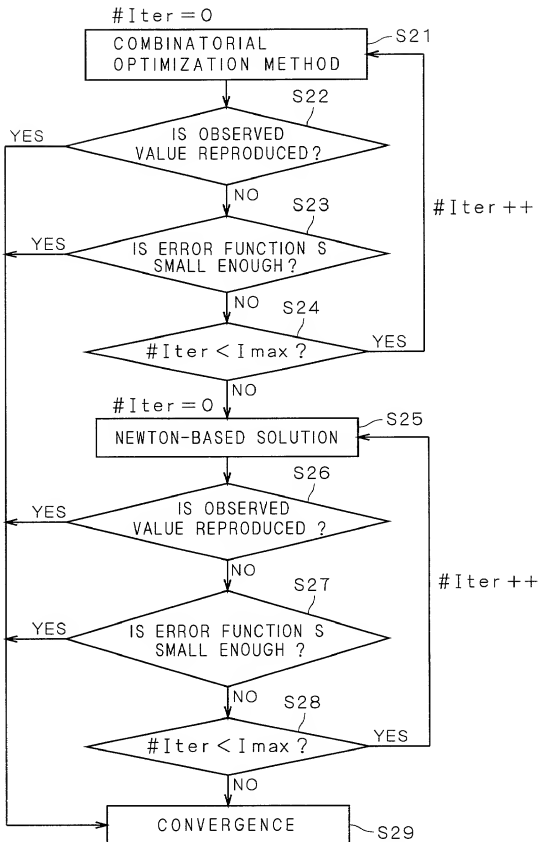 #Iter=0
S21
COMBINATORIAL
OPTIMIZATION METHOD
S22
YES
IS OBSERVED
VALUE REPRODUCED?
NO
#Iter++
S23
YES
IS ERROR FUNCTION S
SMALL ENOUGH?
NO
S24
#Iter<Imax?
YES
NO
#Iter=0
S25
NEWTON-BASED SOLUTION
S26
YES
IS OBSERVED
VALUE REPRODUCED ?
NO
#Iter++
S27
YES
IS ERROR FUNCTION S
SMALL ENOUGH ?
NO
S28
#Iter<Imax?
YES
NO
CONVERGENCE
S29